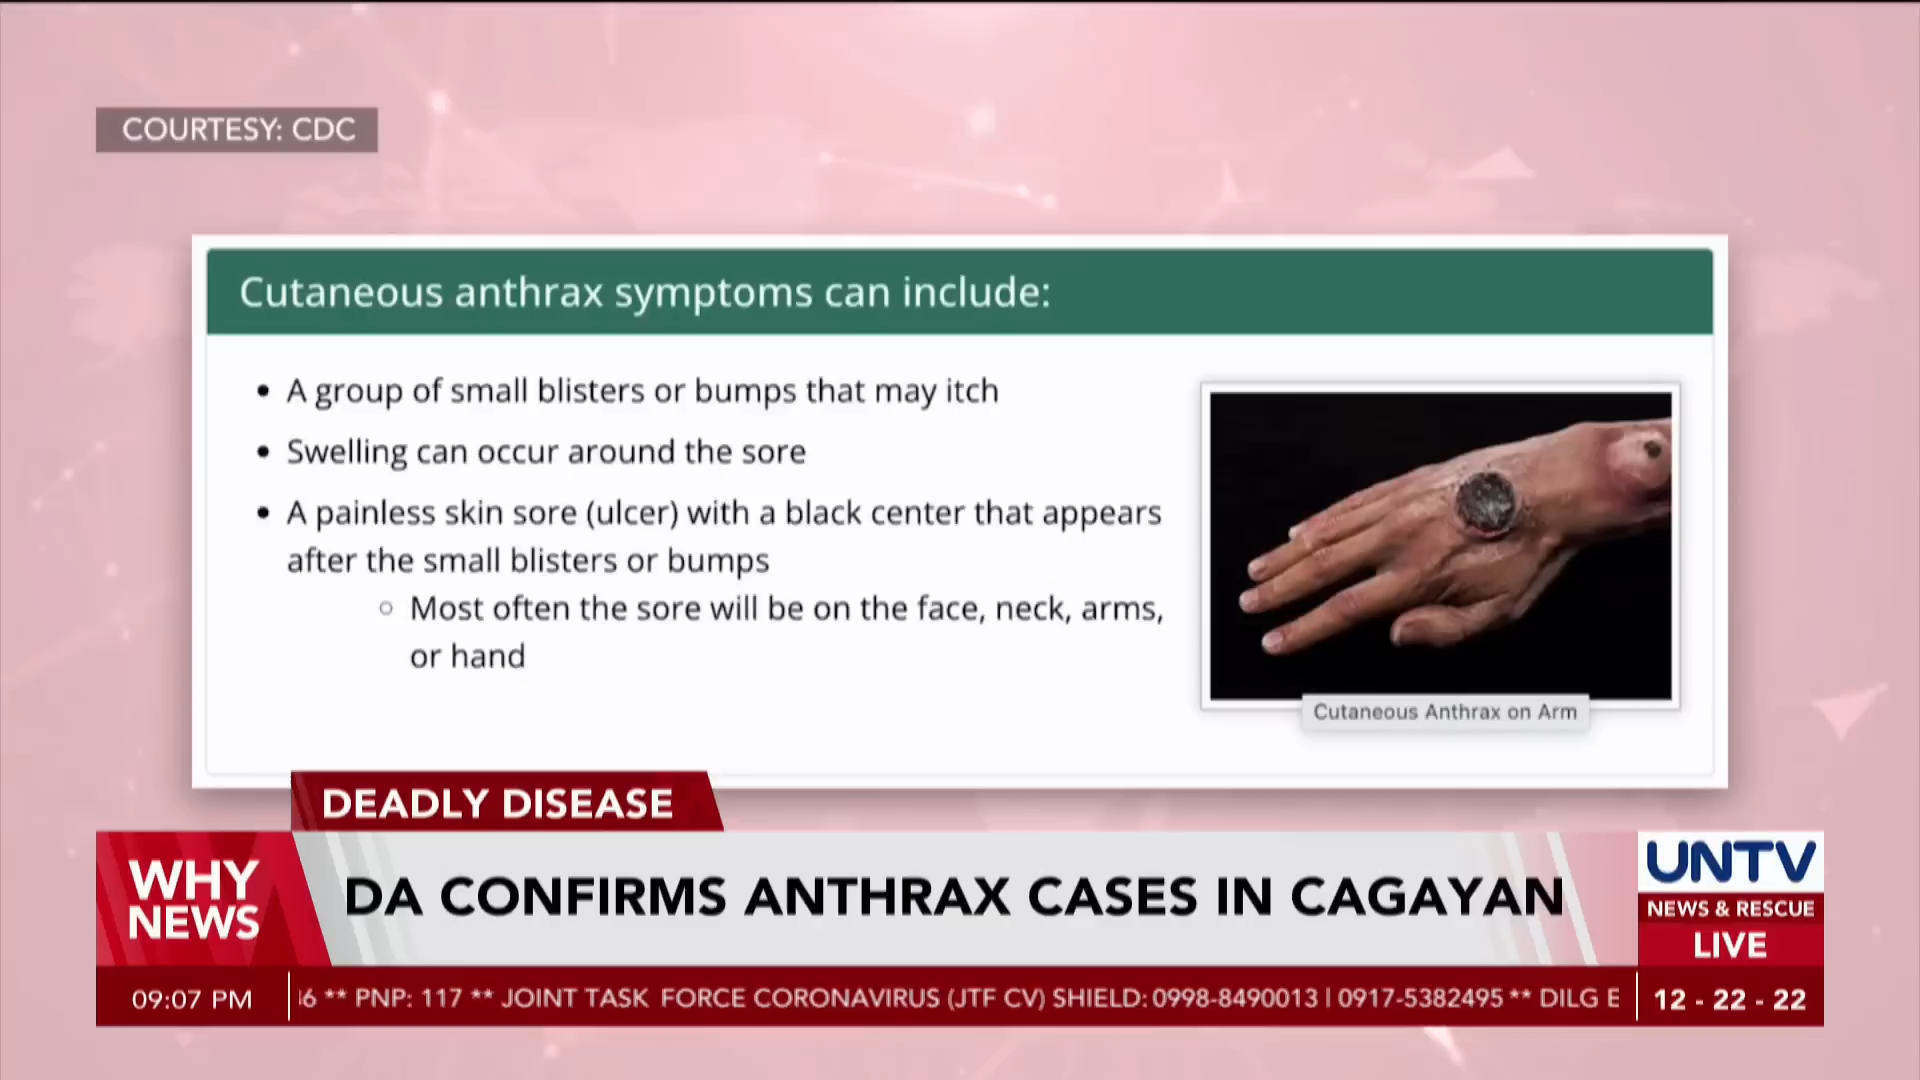 COURTESY: CDC
Cutaneous anthrax symptoms can include:
• A group of small blisters or bumps that may itch
• Swelling can occur around the sore
• A painless skin sore (ulcer) with a black center that appears
after the small blisters or bumps
○ Most often the sore will be on the face, neck, arms,
or hand
Cutaneous Anthrax on Arm
DEADLY DISEASE
WHY
NEWS
DA CONFIRMS ANTHRAX CASES IN CAGAYAN
UNTV
NEWS & RESCUE
LIVE
09:07 PM
6 ** PNP: 117 ** JOINT TASK FORCE CORONAVIRUS (JTF CV) SHIELD: 0998-8490013 | 0917-5382495 ** DILG E
12 - 22 - 22